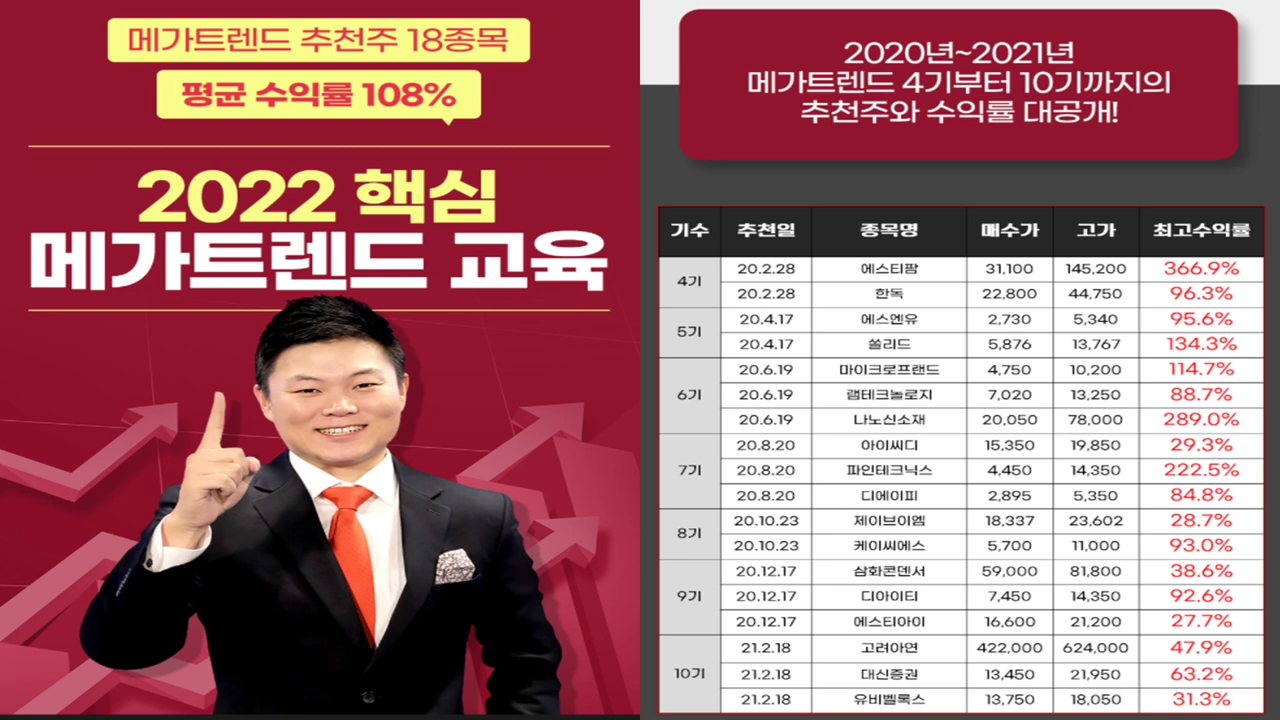 메가트렌드 추천주 18종목
평균 수익률 108%
2022 핵심
메가트렌드 교육
2020년~2021년
메가트렌드 4기부터 10기까지의
추천주와 수익률 대공개!
기수 추천일 종목명 매수가 고가 최고수익률
4기 20.2.28 에스티팜 31,100 145,200 366.9%
20.2.28 한독 22,800 44,750 96.3%
5기 20.4.17 에스엔유 2,730 5,340 95.6%
20.4.17 쏠리드 5,876 13,767 134.3%
6기 20.6.19 마이크로프랜드 4,750 10,200 114.7%
20.6.19 램테크놀로지 7,020 13,250 88.7%
20.6.19 나노신소재 20,050 78,000 289.0%
7기 20.8.20 아이씨디 15,350 19,850 29.3%
20.8.20 파인테크닉스 4,450 14,350 222.5%
20.8.20 디에이피 2,895 5,350 84.8%
8기 20.10.23 제이브이엠 18,337 23,602 28.7%
20.10.23 케이씨에스 5,700 11,000 93.0%
9기 20.12.17 삼화콘덴서 59,000 81,800 38.6%
20.12.17 디아이티 7,450 14,350 92.6%
20.12.17 에스티아이 16,600 21,200 27.7%
10기 21.2.18 고려아연 422,000 624,000 47.9%
21.2.18 대신증권 13,450 21,950 63.2%
21.2.18 유비벨록스 13,750 18,050 31.3%